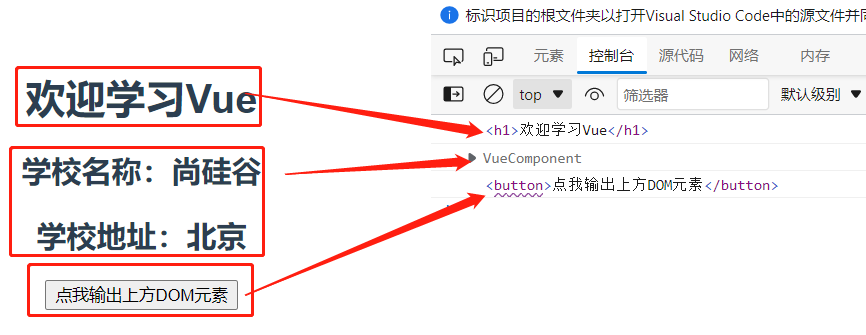 欢迎学习Vue
学校名称：尚硅谷
学校地址：北京
点我输出上方DOM元素
标识项目的根文件夹以打开Visual Studio Code中的源文件并同
元素 控制台 源代码 网络 内存
top 筛选器 默认级别
<h1>欢迎学习Vue</h1>
VueComponent
<button>点我输出上方DOM元素</button>